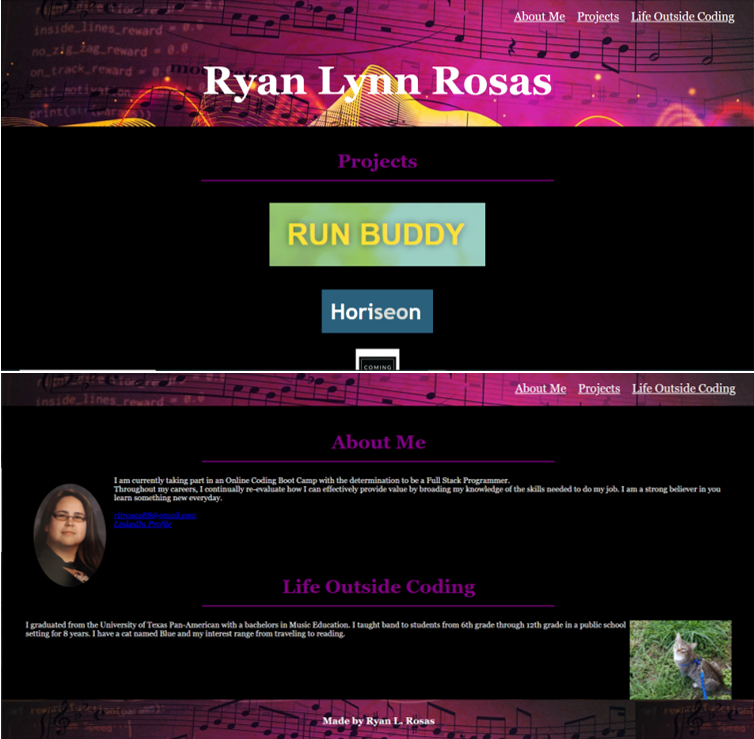 About Me Projects Life Outside Coding
inside_lines_reward = 0.0
no_zig_zag_reward = 0.0
on_track_reward = 0
self_motivation
print(s
Ryan Lynn Rosas
Projects
RUN BUDDY
Horiseon
COMING
About Me Projects Life Outside Coding
inside_lines_reward = 0.0
About Me
I am currently taking part in an Online Coding Boot Camp with the determination to be a Full Stack Programmer.
Throughout my careers, I continually re-evaluate how I can effectively provide value by broading my knowledge of the skills needed to do my job. I am a strong believer in you
learn something new everyday.
LinkedIn Profile
Life Outside Coding
I graduated from the University of Texas Pan-American with a bachelors in Music Education. I taught band to students from 6th grade through 12th grade in a public school
setting for 8 years. I have a cat named Blue and my interest range from traveling to reading.
Made by Ryan L. Rosas